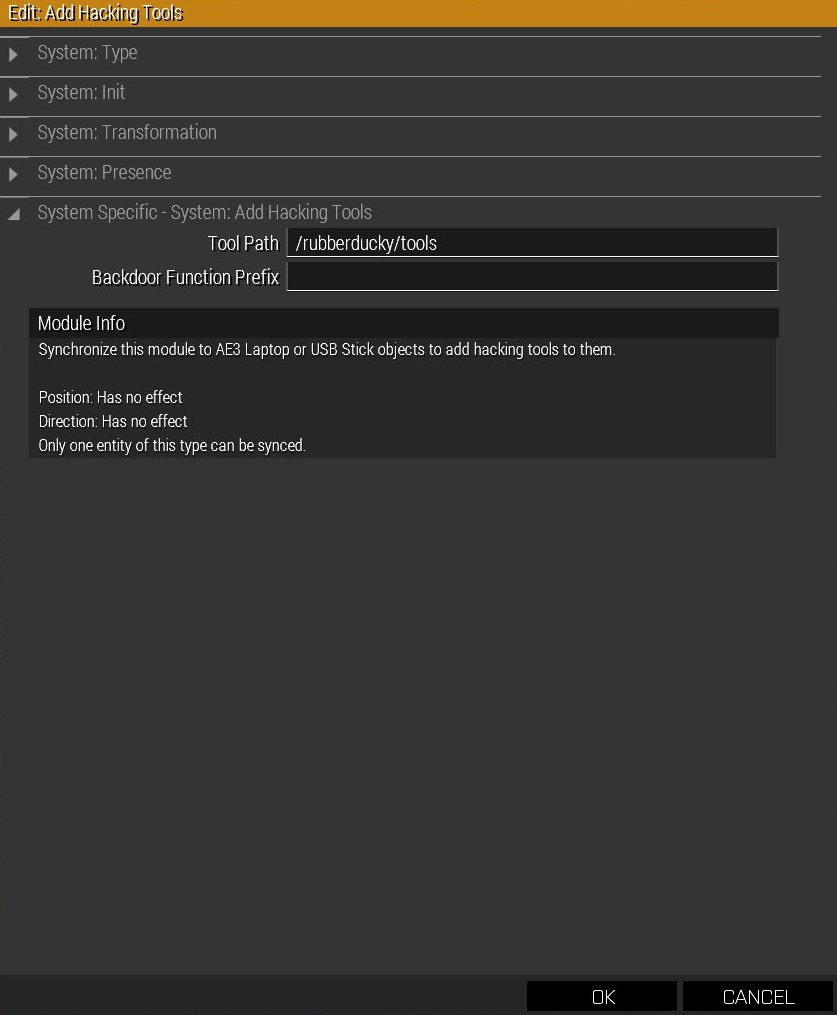 Edit: Add Hacking Tools
System: Type
System: Init
System: Transformation
System: Presence
System Specific - System: Add Hacking Tools
Tool Path /rubberducky/tools
Backdoor Function Prefix
Module Info
Synchronize this module to AE3 Laptop or USB Stick objects to add hacking tools to them.
Position: Has no effect
Direction: Has no effect
Only one entity of this type can be synced.
OK CANCEL